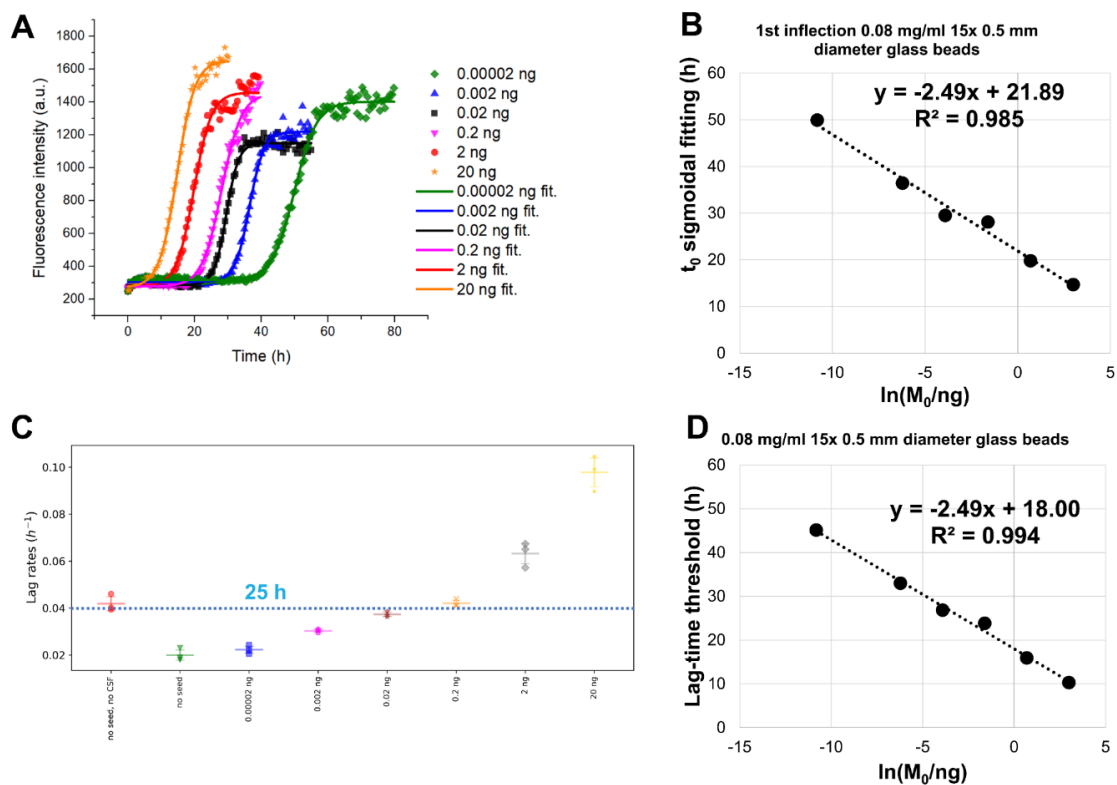 A
Fluorescence intensity (a.u.)
1800
1600
1400
1200
1000
800
600
400
200
0
20
40
60
80
Time (h)
0.00002 ng
0.002 ng
0.02 ng
0.2 ng
2 ng
20 ng
0.00002 ng fit.
0.002 ng fit.
0.02 ng fit.
0.2 ng fit.
2 ng fit.
20 ng fit.
B
1st inflection 0.08 mg/ml 15x 0.5 mm
diameter glass beads
t₀ sigmoidal fitting (h)
60
50
40
30
20
10
0
y = -2.49x + 21.89
R² = 0.985
-15
-10
-5
0
5
ln(M₀/ng)
C
Lag rates (h⁻¹)
0.10
0.08
0.06
0.04
0.02
25 h
no seed, no CSF
no seed
0.00002 ng
0.002 ng
0.02 ng
0.2 ng
2 ng
20 ng
D
0.08 mg/ml 15x 0.5 mm diameter glass beads
Lag-time threshold (h)
60
50
40
30
20
10
0
y = -2.49x + 18.00
R² = 0.994
-15
-10
-5
0
5
ln(M₀/ng)